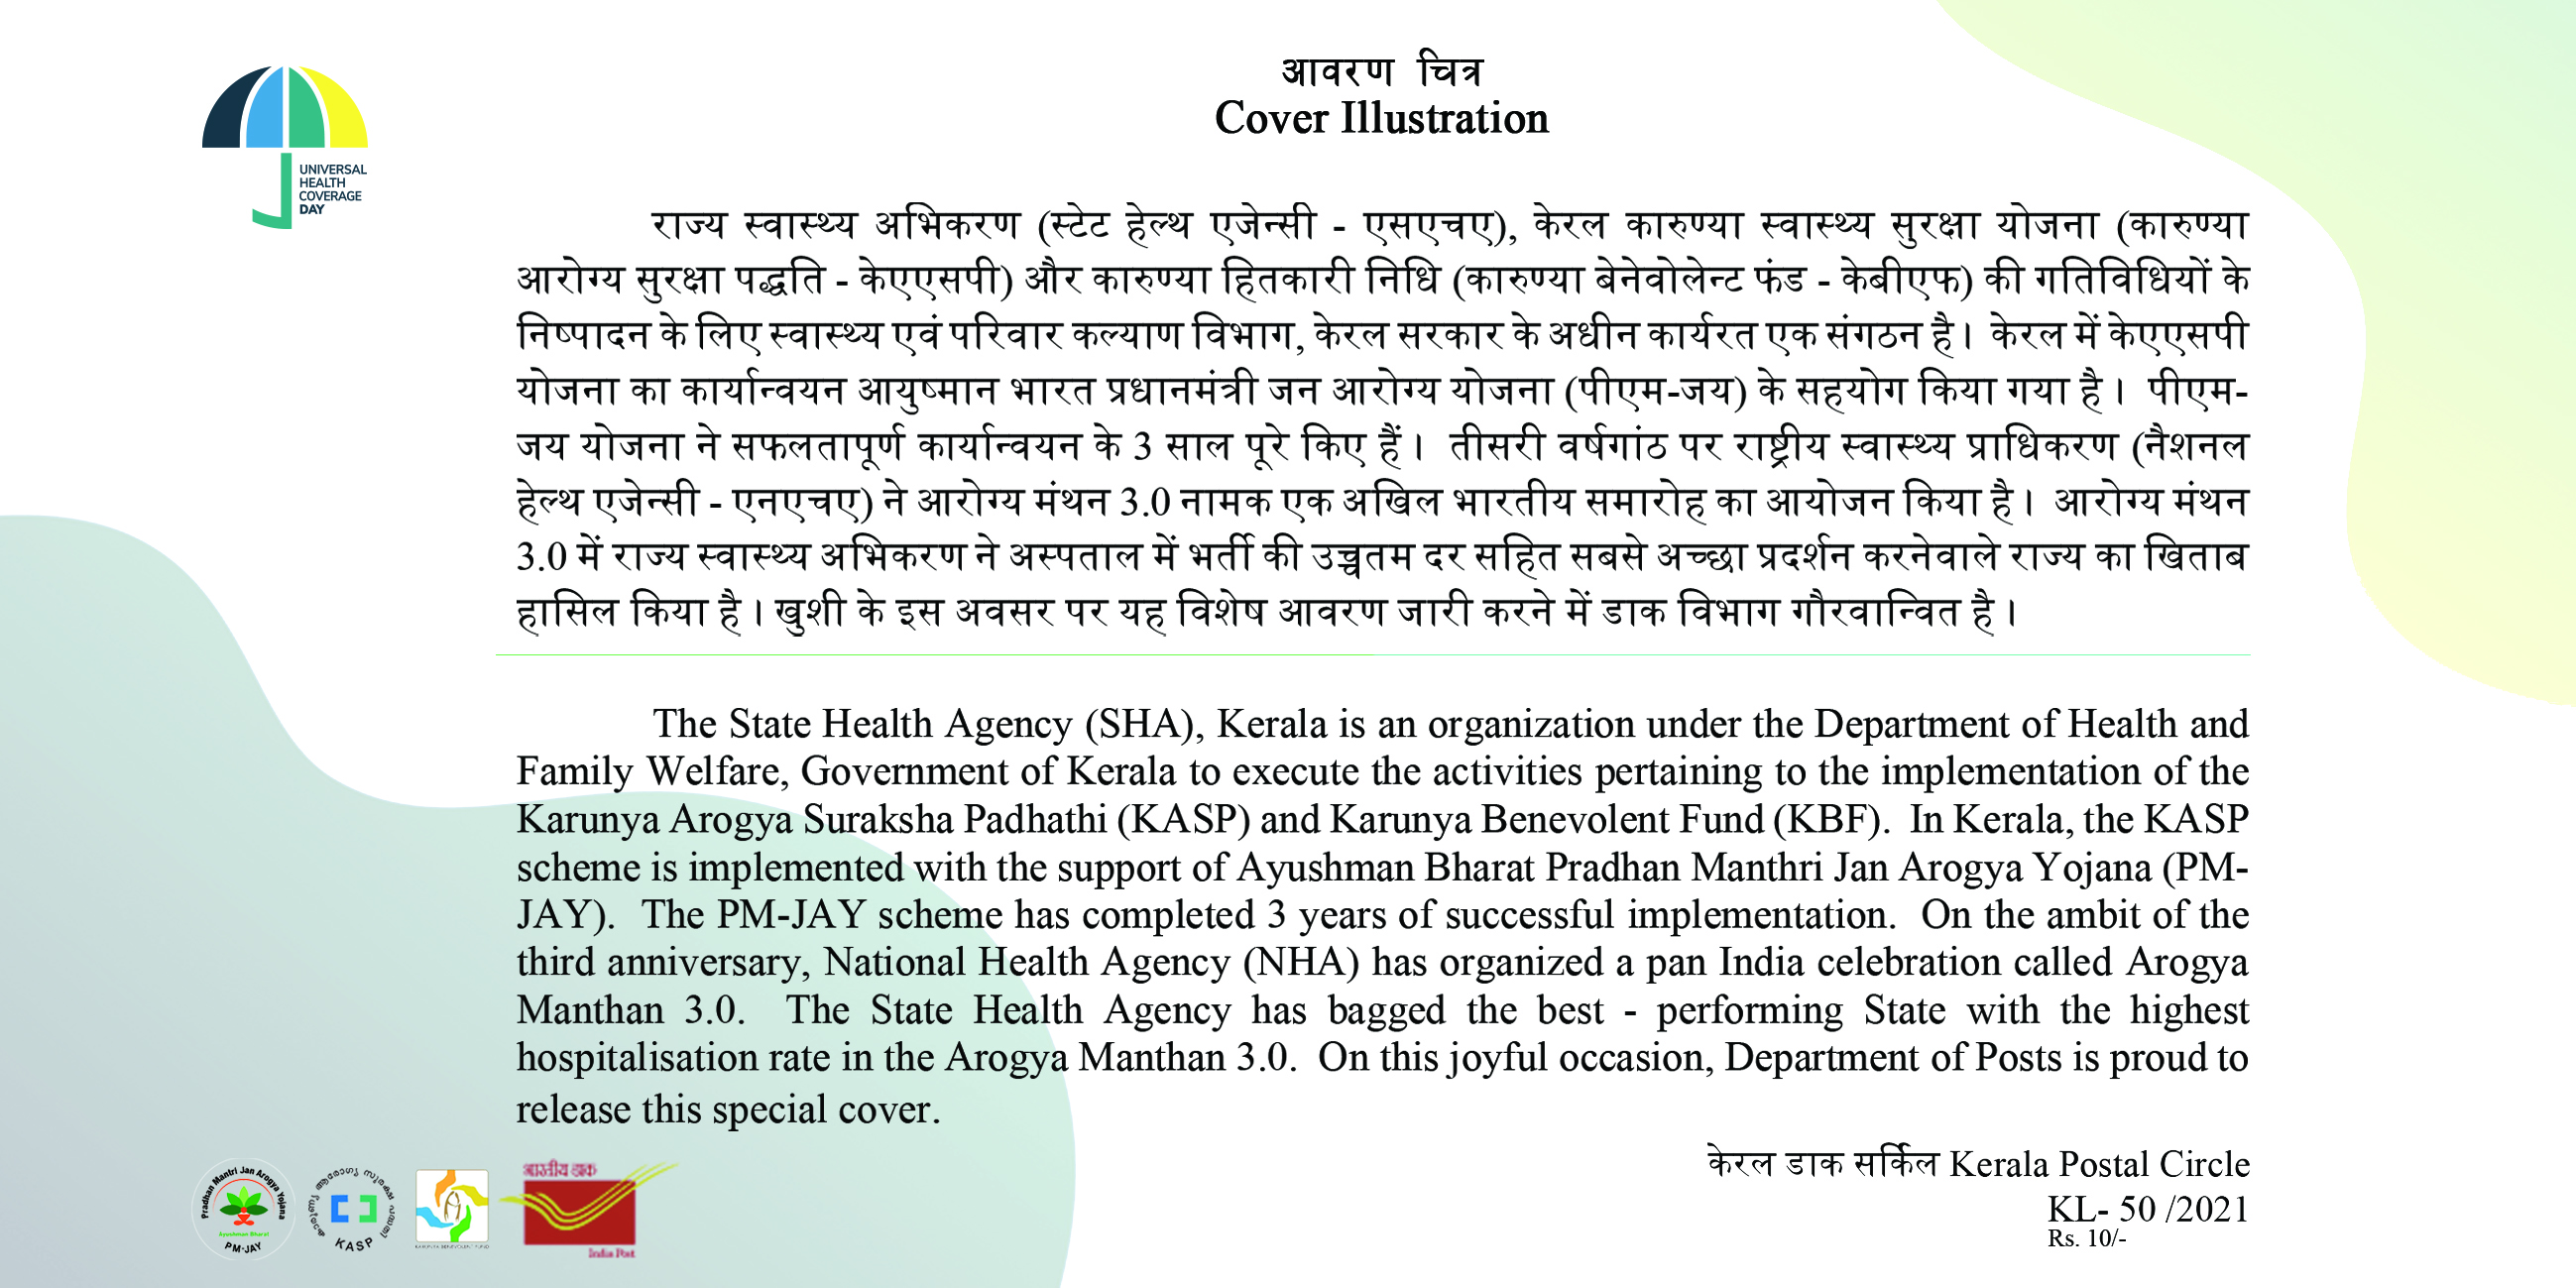 आवरण चित्र
Cover Illustration
UNIVERSAL
HEALTH
COVERAGE
DAY
राज्य स्वास्थ्य अभिकरण (स्टेट हेल्थ एजेन्सी - एसएचए), केरल कारुण्या स्वास्थ्य सुरक्षा योजना (कारुण्या
आरोग्य सुरक्षा पद्धति - केएएसपी) और कारुण्या हितकारी निधि (कारुण्या बेनेवोलेन्ट फंड - केबीएफ) की गतिविधियों के
निष्पादन के लिए स्वास्थ्य एवं परिवार कल्याण विभाग, केरल सरकार के अधीन कार्यरत एक संगठन है। केरल में केएएसपी
योजना का कार्यान्वयन आयुष्मान भारत प्रधानमंत्री जन आरोग्य योजना (पीएम-जय) के सहयोग किया गया है। पीएम-
जय योजना ने सफलतापूर्ण कार्यान्वयन के 3 साल पूरे किए हैं। तीसरी वर्षगांठ पर राष्ट्रीय स्वास्थ्य प्राधिकरण (नैशनल
हेल्थ एजेन्सी - एनएचए) ने आरोग्य मंथन 3.0 नामक एक अखिल भारतीय समारोह का आयोजन किया है। आरोग्य मंथन
3.0 में राज्य स्वास्थ्य अभिकरण ने अस्पताल में भर्ती की उच्चतम दर सहित सबसे अच्छा प्रदर्शन करनेवाले राज्य का खिताब
हासिल किया है। खुशी के इस अवसर पर यह विशेष आवरण जारी करने में डाक विभाग गौरवान्वित है।
The State Health Agency (SHA), Kerala is an organization under the Department of Health and
Family Welfare, Government of Kerala to execute the activities pertaining to the implementation of the
Karunya Arogya Suraksha Padhathi (KASP) and Karunya Benevolent Fund (KBF). In Kerala, the KASP
scheme is implemented with the support of Ayushman Bharat Pradhan Manthri Jan Arogya Yojana (PM-
JAY). The PM-JAY scheme has completed 3 years of successful implementation. On the ambit of the
third anniversary, National Health Agency (NHA) has organized a pan India celebration called Arogya
Manthan 3.0. The State Health Agency has bagged the best - performing State with the highest
hospitalisation rate in the Arogya Manthan 3.0. On this joyful occasion, Department of Posts is proud to
release this special cover.
केरल डाक सर्किल Kerala Postal Circle
KL- 50 /2021
Rs. 10/-
Pradhan Mantri Jan Arogya Yojana
Ayushman Bharat
PM-JAY
കാരുണ്യ ആരോഗ്യ സുരക്ഷ പദ്ധതി
KASP
KARUNYA BENEVOLENT FUND
भारतीय डाक
India Post